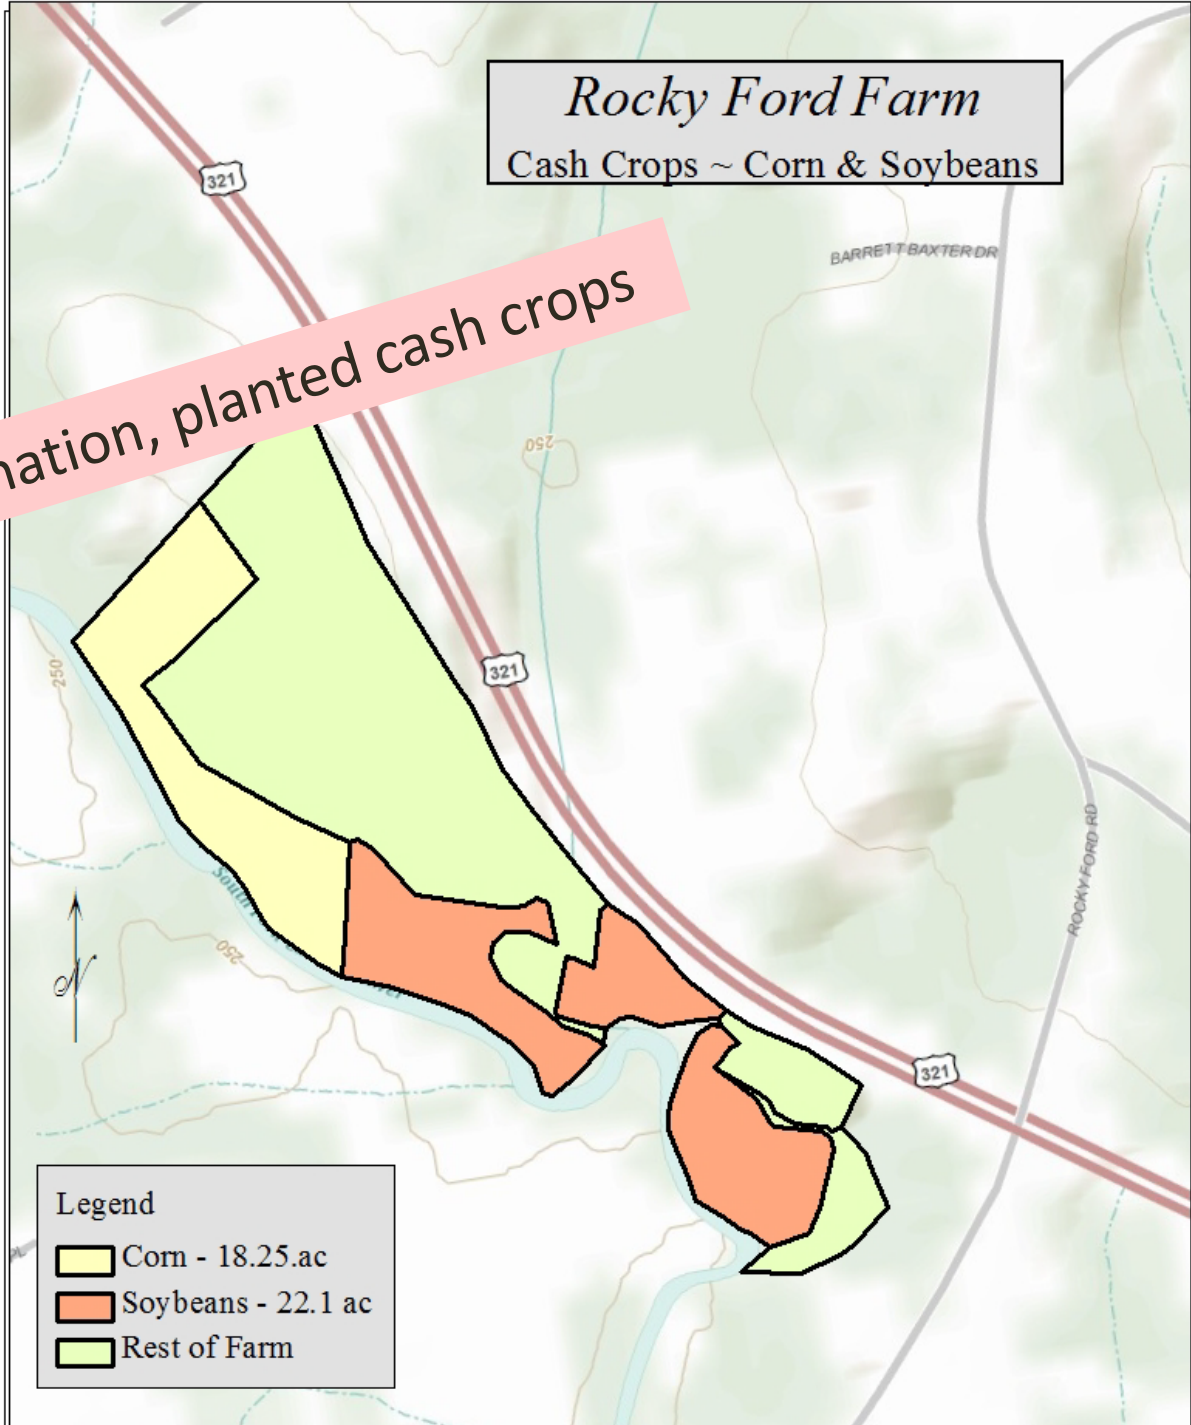 Rocky Ford Farm
Cash Crops ~ Corn & Soybeans
321
BARRETT BAXTER DR
planted cash crops
250
250
321
ROCKY FORD RD
250
N
321
Legend
Corn - 18.25.ac
Soybeans - 22.1 ac
Rest of Farm
PL